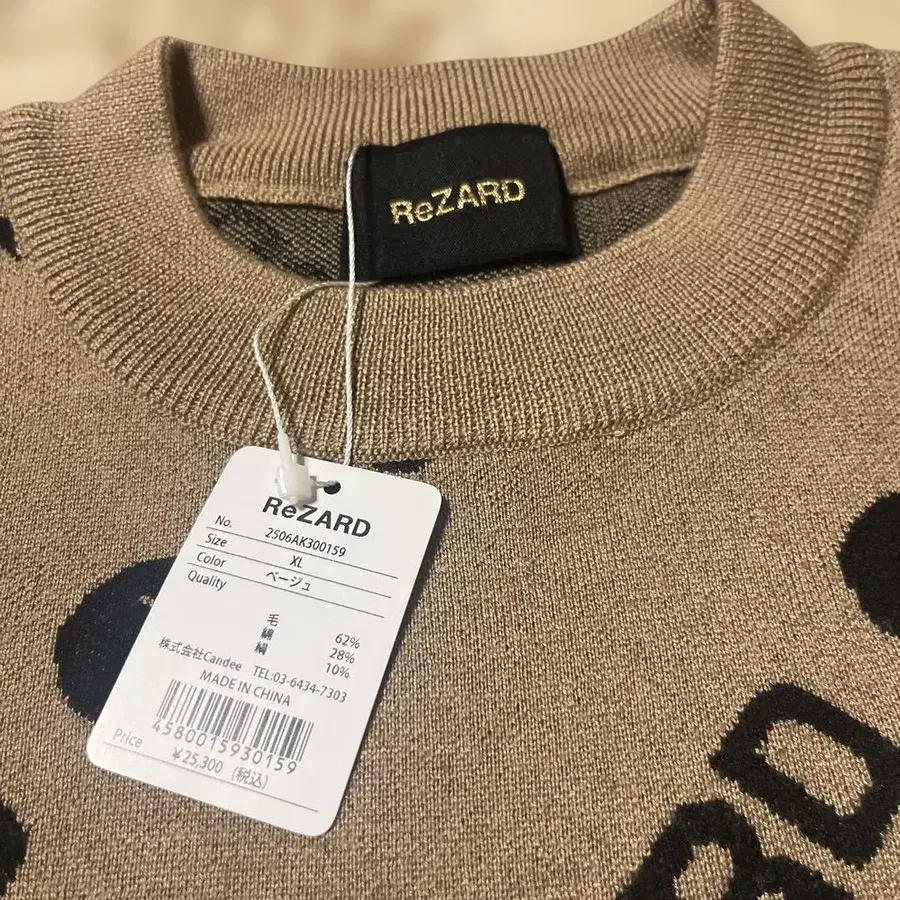 ReZARD
ReZARD
No. 2506AK300159
Size XL
Color ベージュ
Quality
毛 62%
綿 28%
絹 10%
株式会社Candee TEL:03-6434-7303
MADE IN CHINA
4580015930159
Price ¥25,300 (税込)
RD